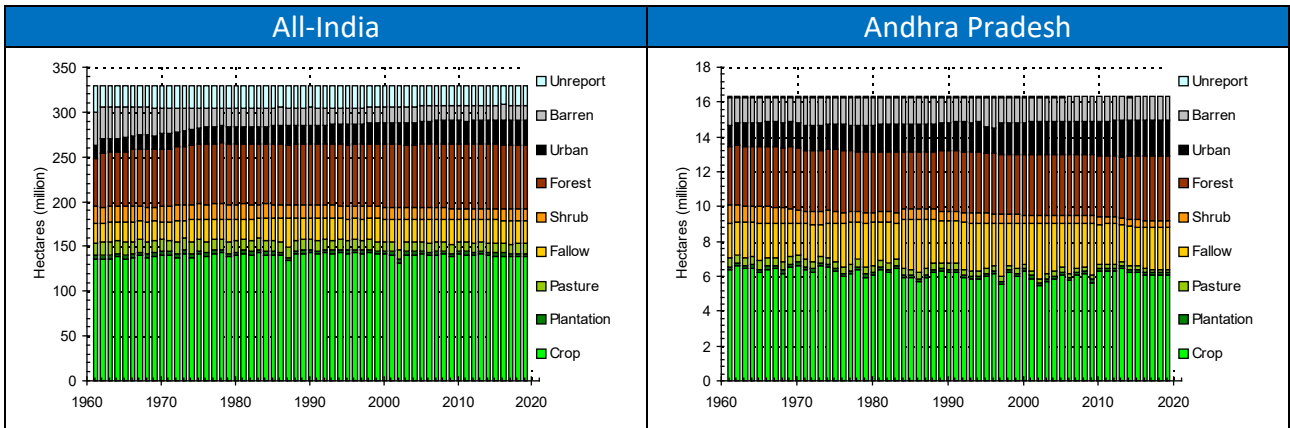 All-India
Andhra Pradesh
Hectares (million)
350
300
250
200
150
100
50
0
1960 1970 1980 1990 2000 2010 2020
Unreport
Barren
Urban
Forest
Shrub
Fallow
Pasture
Plantation
Crop
Hectares (million)
18
16
14
12
10
8
6
4
2
0
1960 1970 1980 1990 2000 2010 2020
Unreport
Barren
Urban
Forest
Shrub
Fallow
Pasture
Plantation
Crop